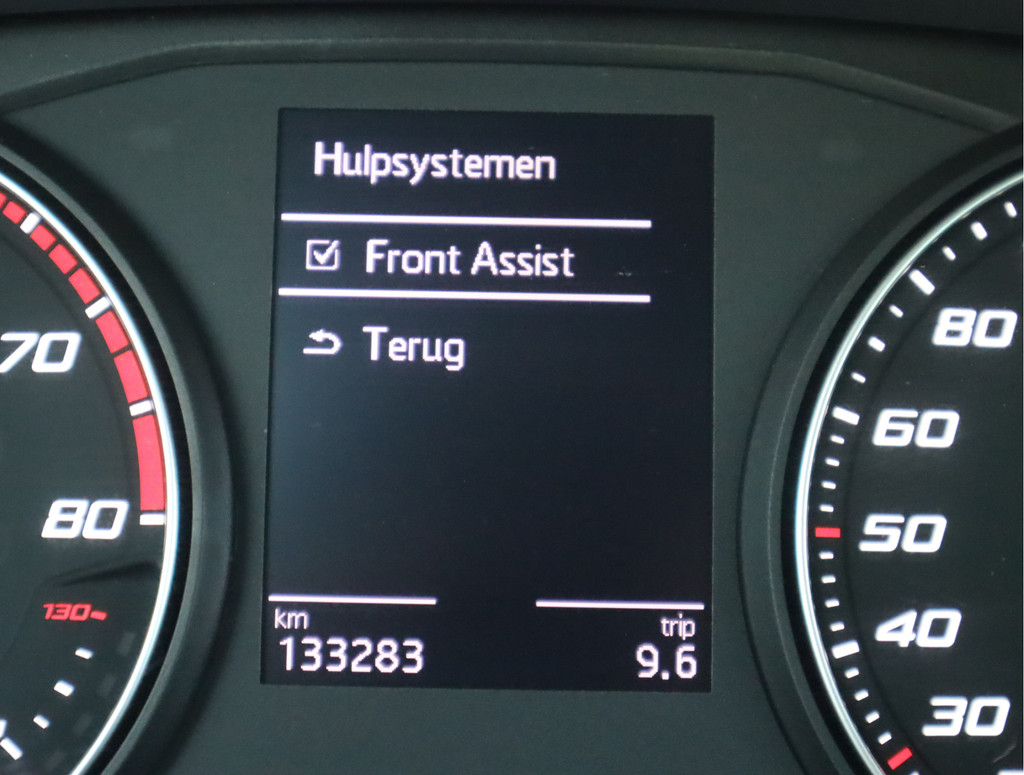 Hulpsystemen
Front Assist
Terug
km
133283
trip
9.6
70
80
130
80
60
50
40
30